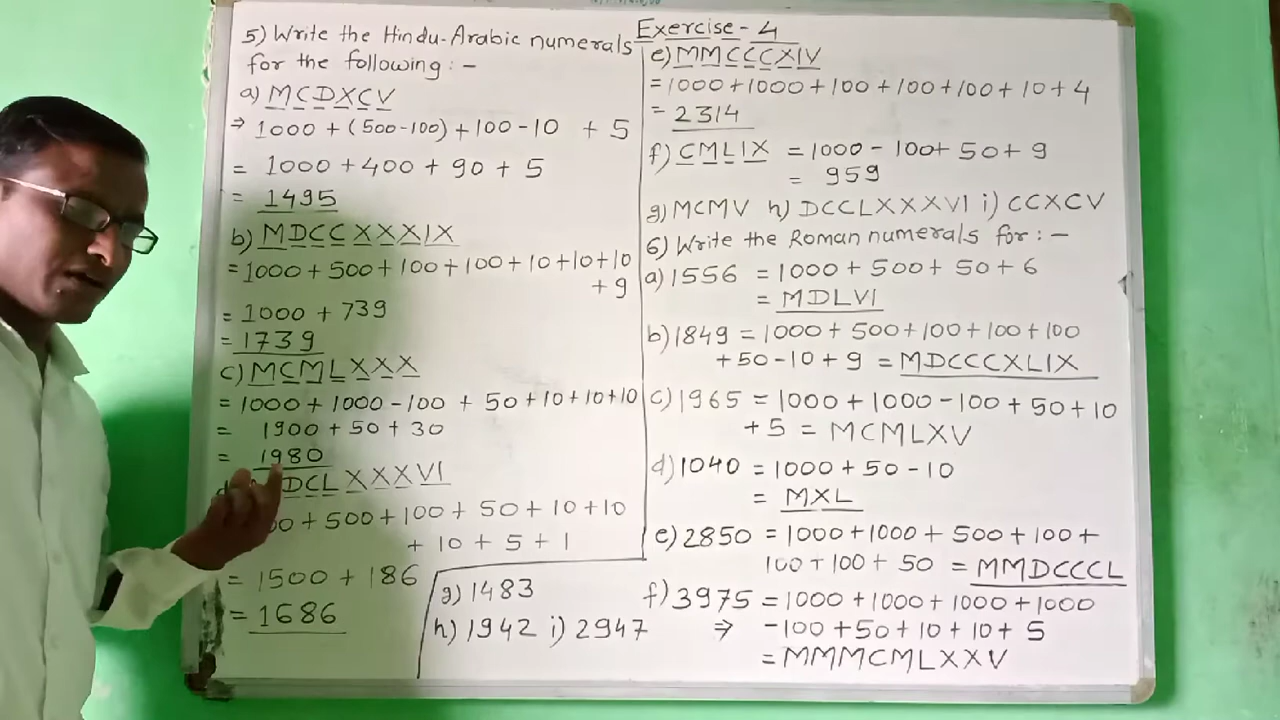 Exercise - 4
5) Write the Hindu-Arabic numerals
for the following : -
a) MCDXCV
⇒ 1000 + (500-100) + 100 - 10 + 5
= 1000 + 400 + 90 + 5
= 1495
b) MDCCXXXIX
= 1000 + 500 + 100 + 100 + 10 + 10 + 10
+ 9
= 1000 + 739
= 1739
c) MCMLXXX
= 1000 + 1000 - 100 + 50 + 10 + 10 + 10
= 1900 + 50 + 30
= 1980
DCLXXXVI
+ 500 + 100 + 50 + 10 + 10
+ 10 + 5 + 1
= 1500 + 186
= 1686
e) MMCCCXIV
= 1000 + 1000 + 100 + 100 + 100 + 10 + 4
= 2314
f) CMLIX = 1000 - 100 + 50 + 9
= 959
g) MCMV h) DCCLXXXVI i) CCXCV
6) Write the Roman numerals for : -
a) 1556 = 1000 + 500 + 50 + 6
= MDLVI
b) 1849 = 1000 + 500 + 100 + 100 + 100
+ 50 - 10 + 9 = MDCCCXLIX
c) 1965 = 1000 + 1000 - 100 + 50 + 10
+ 5 = MCMLXV
d) 1040 = 1000 + 50 - 10
= MXL
e) 2850 = 1000 + 1000 + 500 + 100 +
100 + 100 + 50 = MMDCCCL
f) 3975 = 1000 + 1000 + 1000 + 1000
⇒ - 100 + 50 + 10 + 10 + 5
= MMMCMLXXV
g) 1483
h) 1942 i) 2947